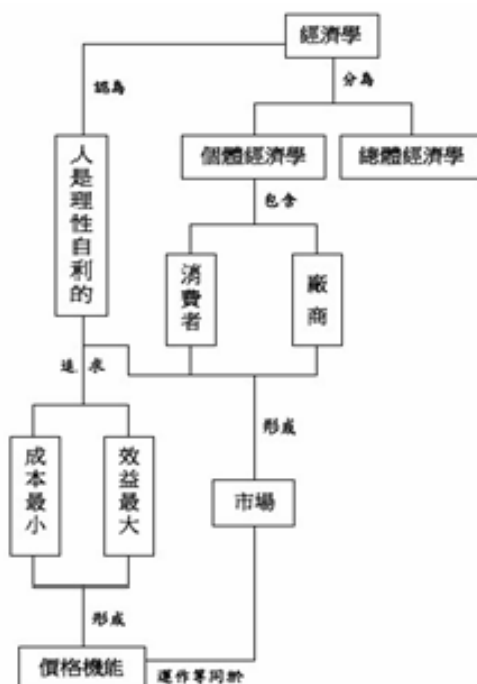 經濟學
認為
分為
人是理性自利的
個體經濟學
總體經濟學
包含
消費者
廠商
追求
形成
成本最小
效益最大
市場
形成
價格機能
運作等同於